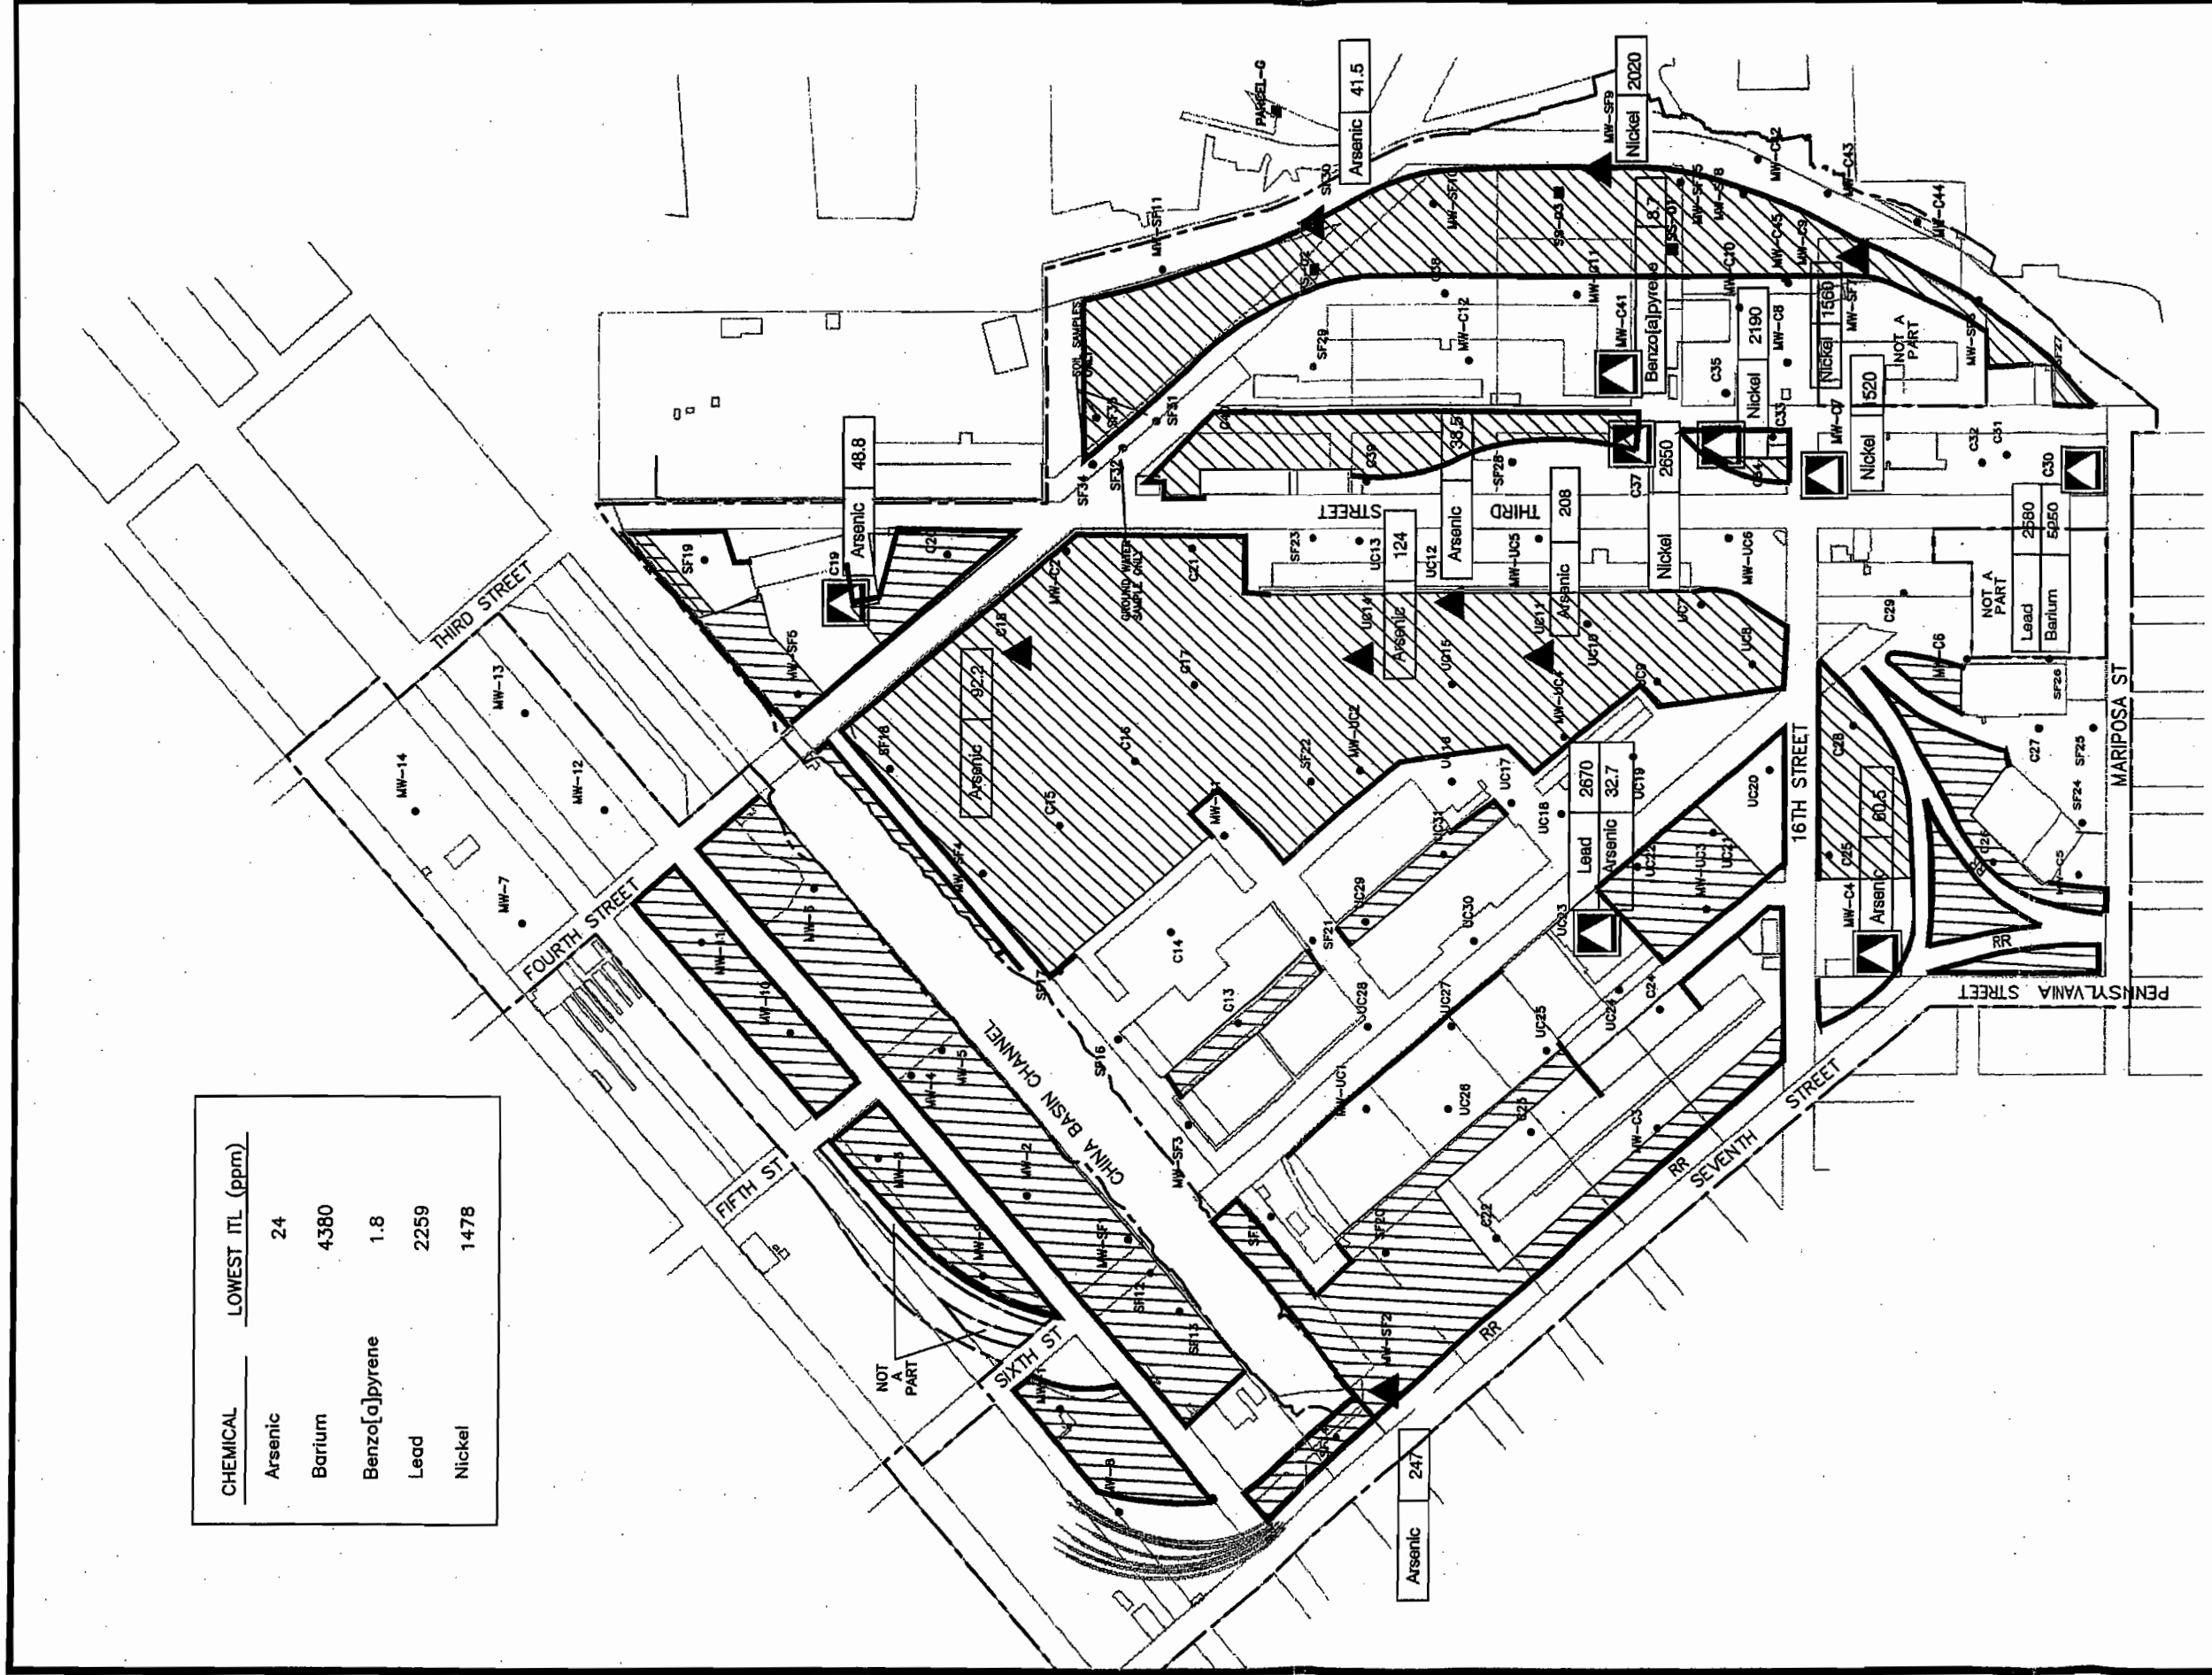 CHEMICAL LOWEST ITL (ppm)
Arsenic 24
Barium 4380
Benzo[a]pyrene 1.8
Lead 2259
Nickel 1478
THIRD STREET
FOURTH STREET
FIFTH ST
SIXTH ST
SEVENTH STREET
16TH STREET
MARIPOSA ST
PENNSYLVANIA STREET
THIRD STREET
CHINA BASIN CHANNEL
RR
RR
RR
NOT A PART
NOT A PART
NOT A PART
PARCEL-G
SOIL SAMPLES
GROUND WATER SAMPLE ONLY
Arsenic 41.5
Nickel 2020
Benzo[a]pyrene 8.7
Nickel 2190
Nickel 1560
Nickel 1520
Nickel 2650
Arsenic 38.5
Arsenic 208
Arsenic 124
Arsenic 48.8
Arsenic 92.2
Lead 2670
Arsenic 32.7
Arsenic 60.5
Lead 2580
Barium 5250
Arsenic 247
MW-14
MW-13
MW-12
MW-7
MW-11
MW-10
MW-5
MW-4
MW-3
MW-2
MW-8
MW-SF1
MW-SF2
MW-SF3
MW-SF4
MW-SF5
MW-SF7
MW-SF9
MW-SF10
MW-SF11
SF12
SF13
SF16
SF17
SF18
SF19
SF20
SF21
SF22
SF23
SF24
SF25
SF26
SF27
SF28
SF29
SF30
SF31
SF32
SF34
MW-UC1
MW-UC2
MW-UC3
MW-UC4
MW-UC5
MW-UC6
UC7
UC8
UC9
UC10
UC11
UC12
UC13
UC14
UC15
UC16
UC17
UC18
UC19
UC20
UC21
UC22
UC23
UC24
UC25
UC26
UC27
UC28
UC29
UC30
UC31
MW-C3
MW-C4
MW-C5
MW-C6
MW-C7
MW-C8
MW-C9
MW-C10
MW-C11
MW-C12
C13
C14
C15
C16
C17
C18
C19
C20
C21
C22
C23
C24
C25
C26
C27
C28
C29
C30
C31
C32
C33
C34
C35
C37
C38
C39
MW-C41
MW-C42
MW-C43
MW-C44
MW-C45
SS-03